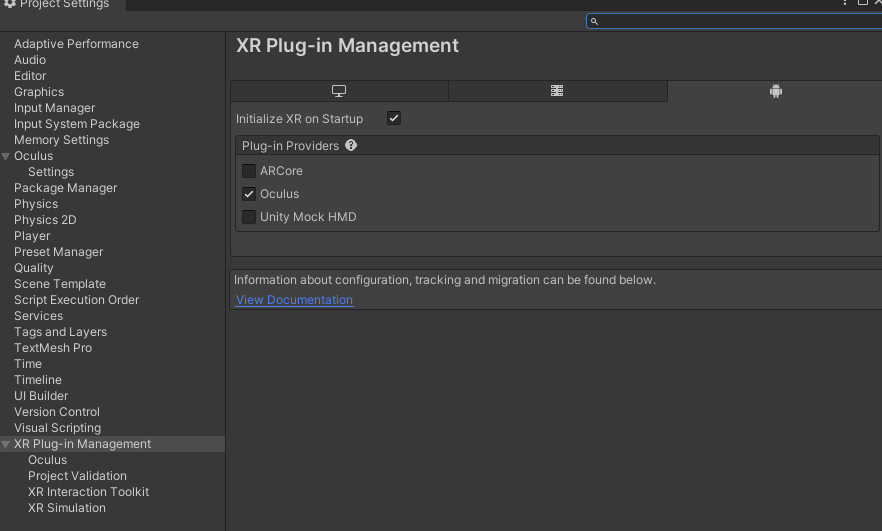 Project Settings
Adaptive Performance
Audio
Editor
Graphics
Input Manager
Input System Package
Memory Settings
Oculus
Settings
Package Manager
Physics
Physics 2D
Player
Preset Manager
Quality
Scene Template
Script Execution Order
Services
Tags and Layers
TextMesh Pro
Time
Timeline
UI Builder
Version Control
Visual Scripting
XR Plug-in Management
Oculus
Project Validation
XR Interaction Toolkit
XR Simulation
XR Plug-in Management
Initialize XR on Startup
Plug-in Providers
ARCore
Oculus
Unity Mock HMD
Information about configuration, tracking and migration can be found below.
View Documentation